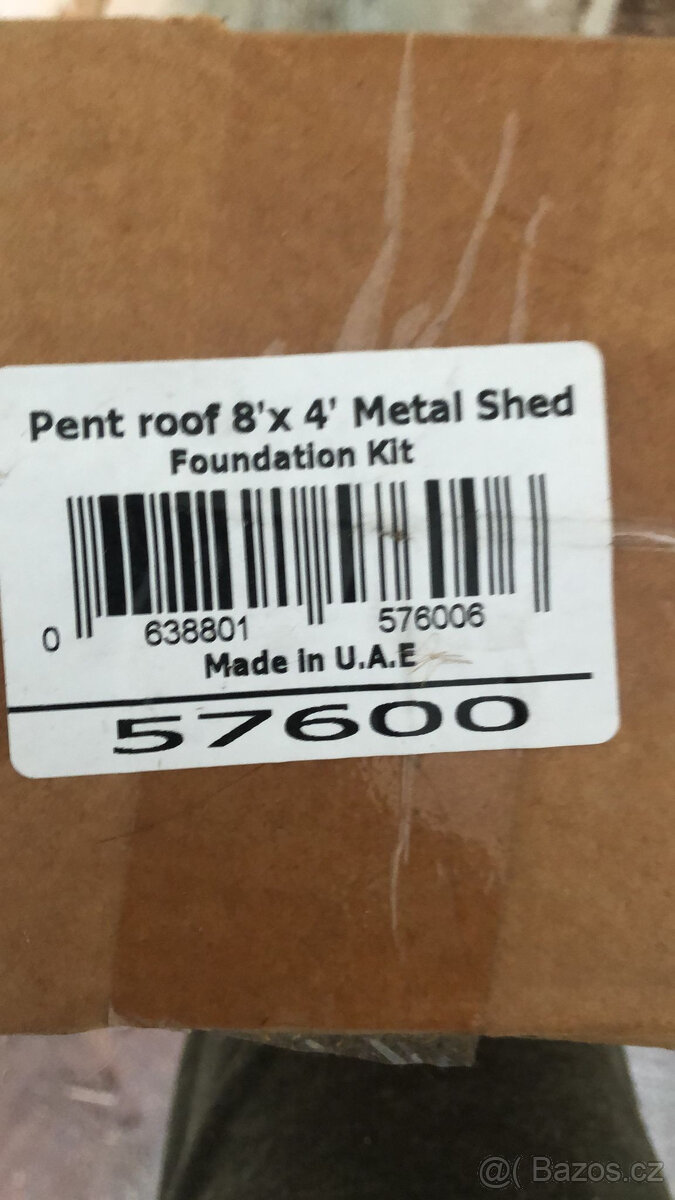 Pent roof 8'x 4' Metal Shed
Foundation Kit
0 638801 576006
Made in U.A.E
57600
@( Bazos.cz